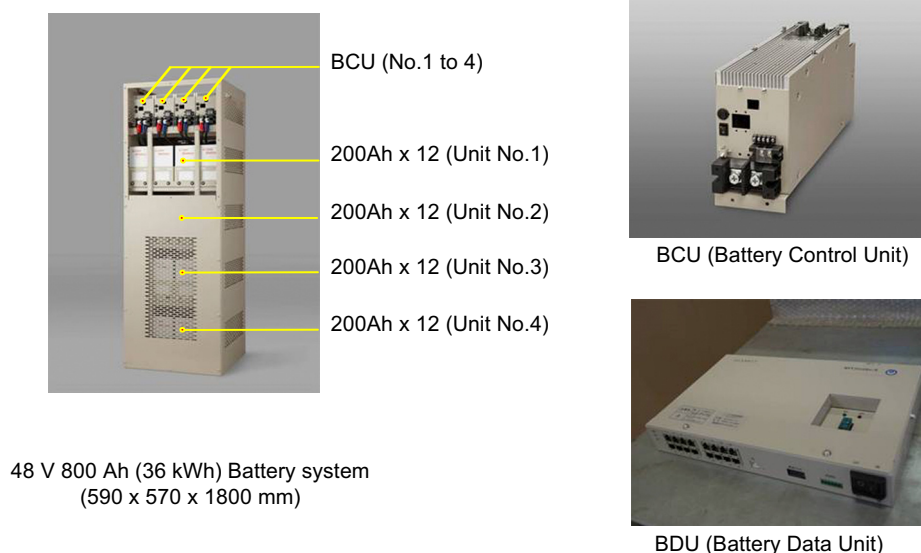 BCU (No.1 to 4)
200Ah x 12 (Unit No.1)
200Ah x 12 (Unit No.2)
200Ah x 12 (Unit No.3)
200Ah x 12 (Unit No.4)
48 V 800 Ah (36 kWh) Battery system
(590 x 570 x 1800 mm)
BCU (Battery Control Unit)
BDU (Battery Data Unit)